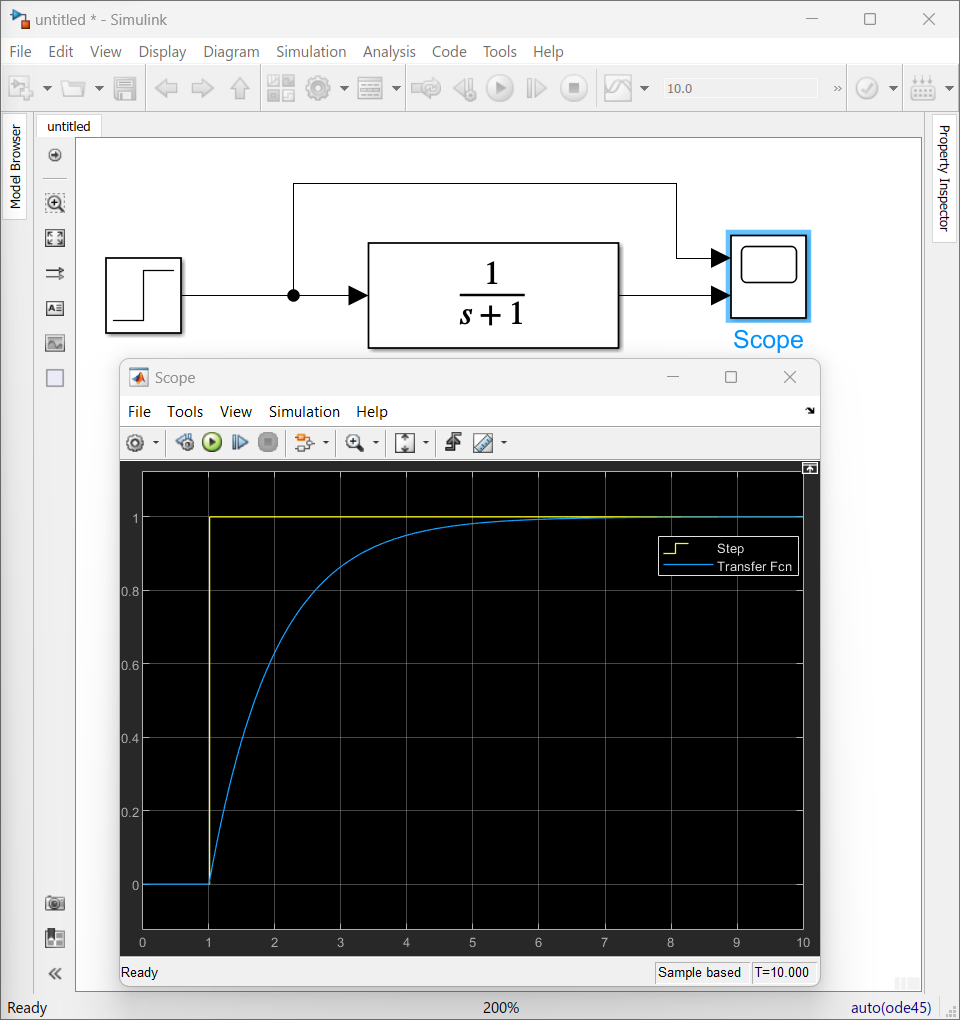 untitled * - Simulink
File Edit View Display Diagram Simulation Analysis Code Tools Help
10.0 »
Model Browser
untitled
Property Inspector
1
s + 1
Scope
Scope
File Tools View Simulation Help
1
0.8
0.6
0.4
0.2
0
Step
Transfer Fcn
0 1 2 3 4 5 6 7 8 9 10
Ready Sample based T=10.000
Ready 200% auto(ode45)